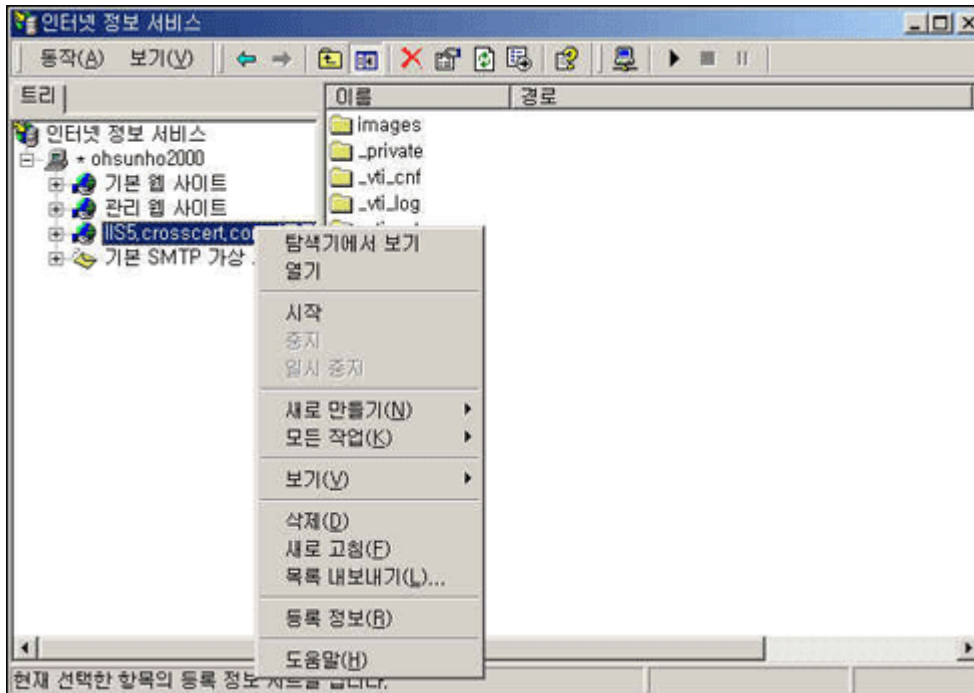 인터넷 정보 서비스
동작(A) 보기(V)
트리
이름 경로
인터넷 정보 서비스
* ohsunho2000
기본 웹 사이트
관리 웹 사이트
IIS5.crosscert.co
기본 SMTP 가상 ..
images
_private
_vti_cnf
_vti_log
탐색기에서 보기
열기
시작
중지
일시 중지
새로 만들기(N)
모든 작업(K)
보기(V)
삭제(D)
새로 고침(F)
목록 내보내기(L)...
등록 정보(R)
도움말(H)
현재 선택한 항목의 등록 정보